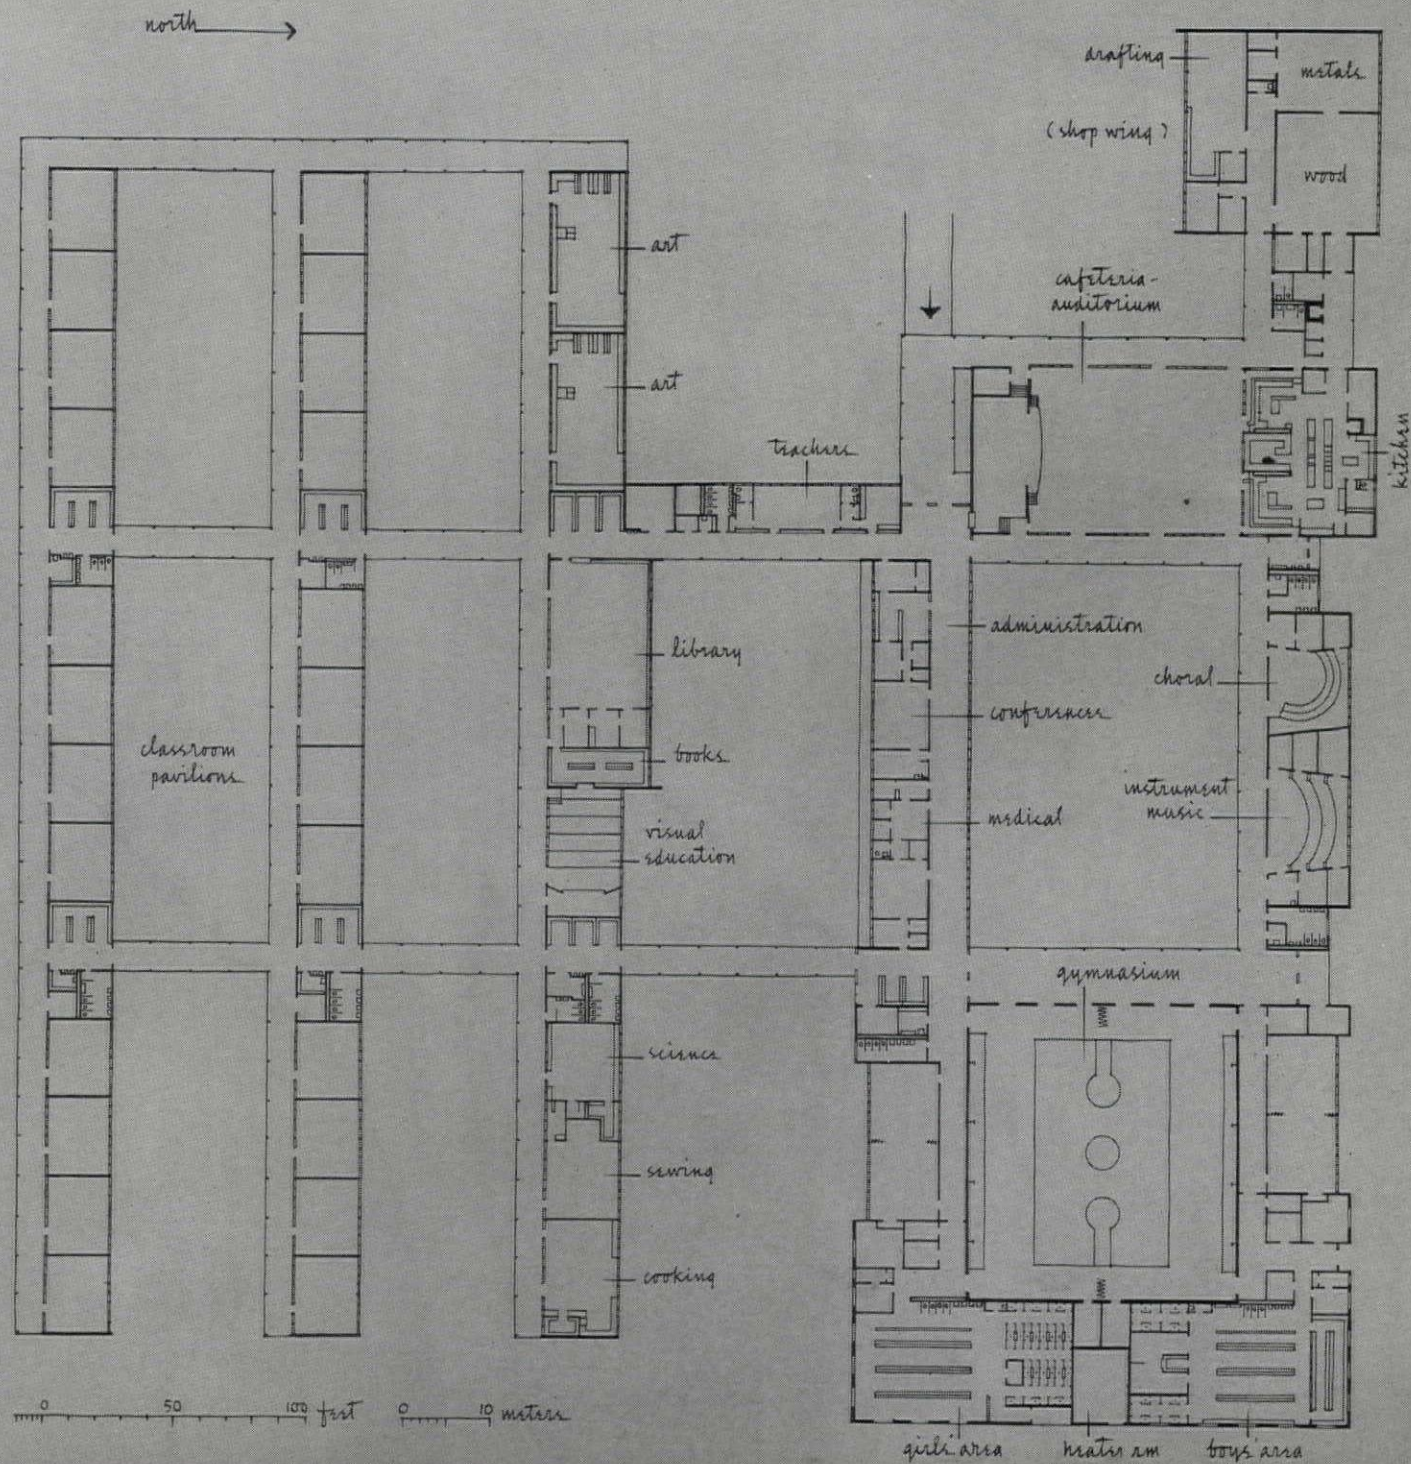 north
drafting
metals
(shop wing)
wood
art
cafeteria-
auditorium
art
teachers
kitchen
administration
library
choral
conferences
classroom
pavilions
books
instrument
music
medical
visual
education
gymnasium
science
sewing
cooking
0 50 100 feet 0 10 meters
girls' area
heater rm
boys' area